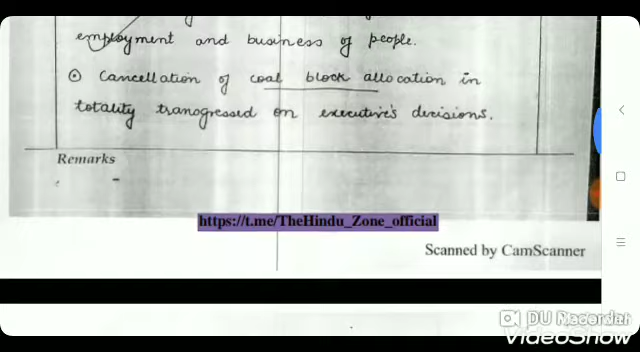 employment and business of people.
⊙ Cancellation of coal block allocation in
totality transgressed on executive's decisions.
Remarks
https://t.me/TheHindu_Zone_official
Scanned by CamScanner
DU Recorder
VideoShow